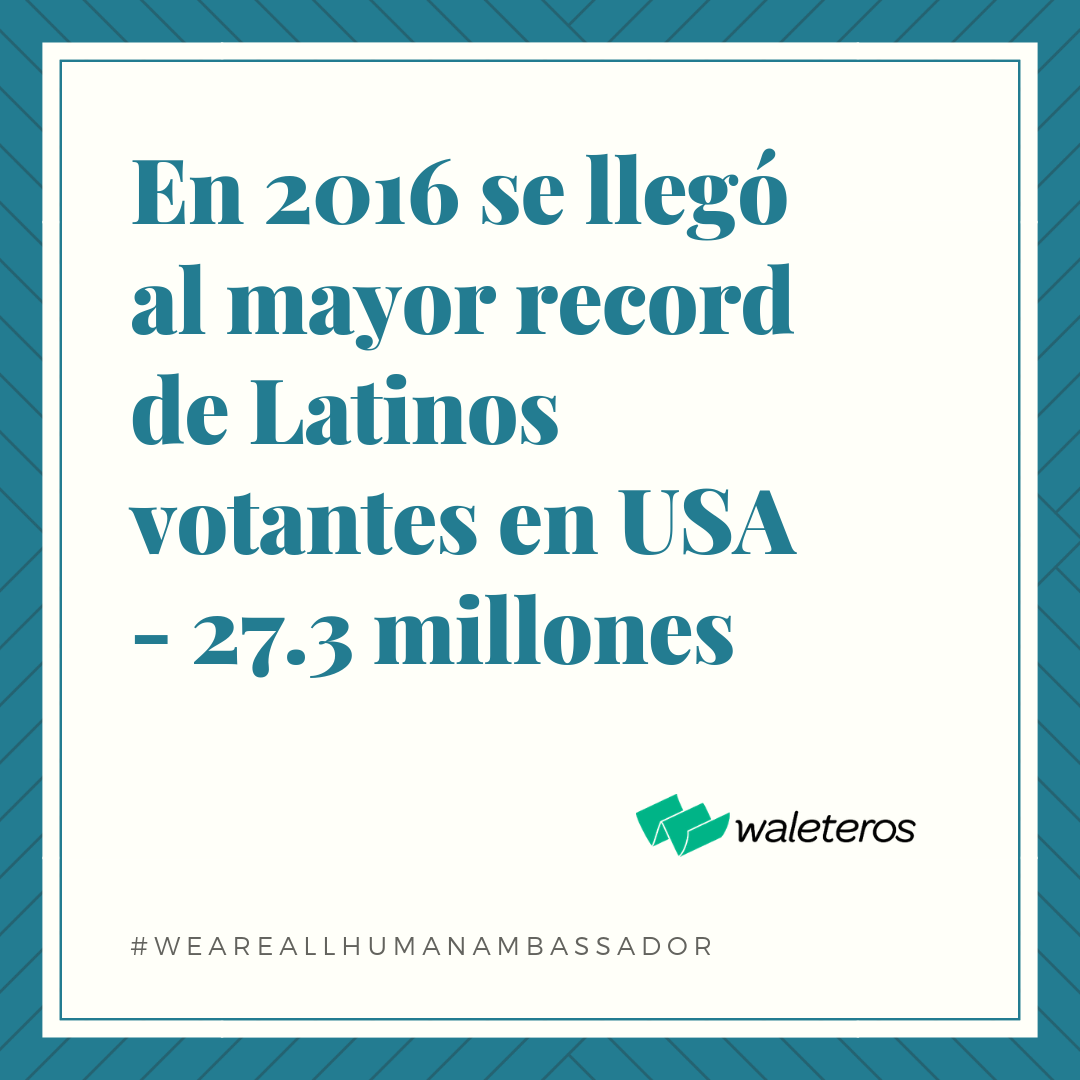 En 2016 se llegó
al mayor record
de Latinos
votantes en USA
- 27.3 millones
waleteros
#WEAREALLHUMANAMBASSADOR